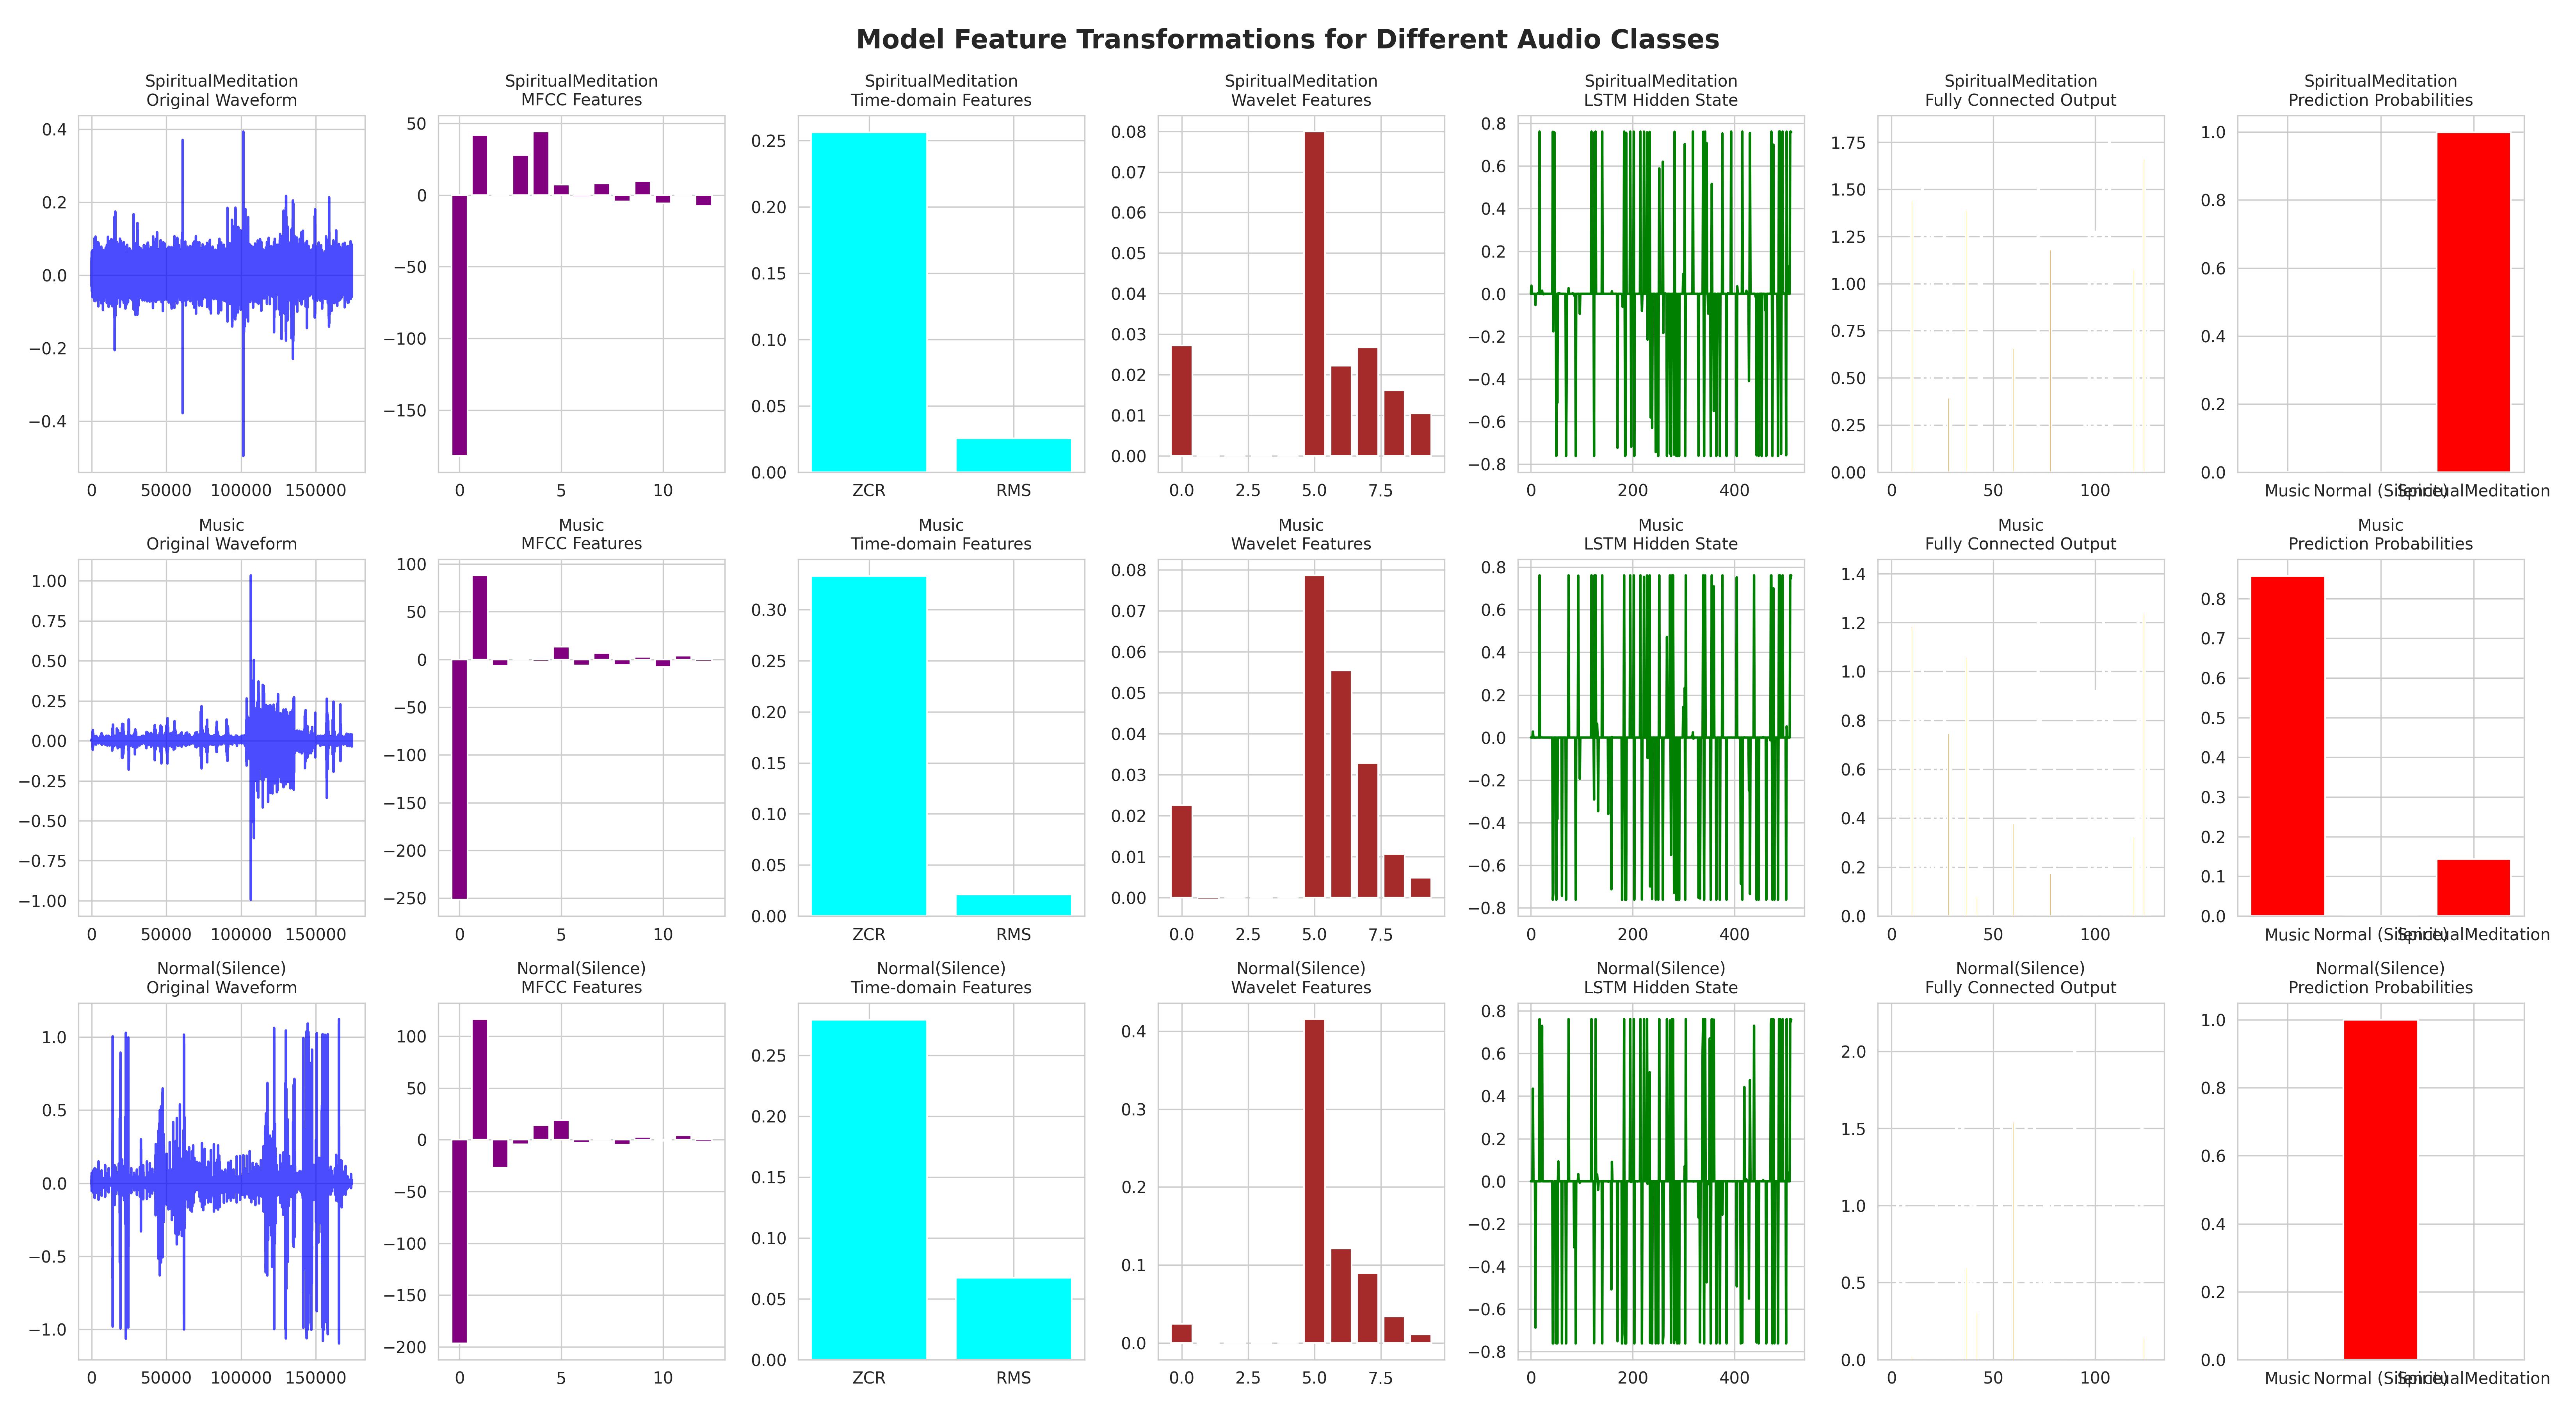 Model Feature Transformations for Different Audio Classes
SpiritualMeditation
Original Waveform
0.4
0.2
0.0
−0.2
−0.4
0 50000 100000 150000
SpiritualMeditation
MFCC Features
50
0
−50
−100
−150
0 5 10
SpiritualMeditation
Time-domain Features
0.25
0.20
0.15
0.10
0.05
0.00
ZCR RMS
SpiritualMeditation
Wavelet Features
0.08
0.07
0.06
0.05
0.04
0.03
0.02
0.01
0.00
0.0 2.5 5.0 7.5
SpiritualMeditation
LSTM Hidden State
0.8
0.6
0.4
0.2
0.0
−0.2
−0.4
−0.6
−0.8
0 200 400
SpiritualMeditation
Fully Connected Output
1.75
1.50
1.25
1.00
0.75
0.50
0.25
0.00
0 50 100
SpiritualMeditation
Prediction Probabilities
1.0
0.8
0.6
0.4
0.2
0.0
Music Normal (Silence) SpiritualMeditation
Music
Original Waveform
1.00
0.75
0.50
0.25
0.00
−0.25
−0.50
−0.75
−1.00
0 50000 100000 150000
Music
MFCC Features
100
50
0
−50
−100
−150
−200
−250
0 5 10
Music
Time-domain Features
0.30
0.25
0.20
0.15
0.10
0.05
0.00
ZCR RMS
Music
Wavelet Features
0.08
0.07
0.06
0.05
0.04
0.03
0.02
0.01
0.00
0.0 2.5 5.0 7.5
Music
LSTM Hidden State
0.8
0.6
0.4
0.2
0.0
−0.2
−0.4
−0.6
−0.8
0 200 400
Music
Fully Connected Output
1.4
1.2
1.0
0.8
0.6
0.4
0.2
0.0
0 50 100
Music
Prediction Probabilities
0.8
0.7
0.6
0.5
0.4
0.3
0.2
0.1
0.0
Music Normal (Silence) SpiritualMeditation
Normal(Silence)
Original Waveform
1.0
0.5
0.0
−0.5
−1.0
0 50000 100000 150000
Normal(Silence)
MFCC Features
100
50
0
−50
−100
−150
−200
0 5 10
Normal(Silence)
Time-domain Features
0.25
0.20
0.15
0.10
0.05
0.00
ZCR RMS
Normal(Silence)
Wavelet Features
0.4
0.3
0.2
0.1
0.0
0.0 2.5 5.0 7.5
Normal(Silence)
LSTM Hidden State
0.8
0.6
0.4
0.2
0.0
−0.2
−0.4
−0.6
−0.8
0 200 400
Normal(Silence)
Fully Connected Output
2.0
1.5
1.0
0.5
0.0
0 50 100
Normal(Silence)
Prediction Probabilities
1.0
0.8
0.6
0.4
0.2
0.0
Music Normal (Silence) SpiritualMeditation